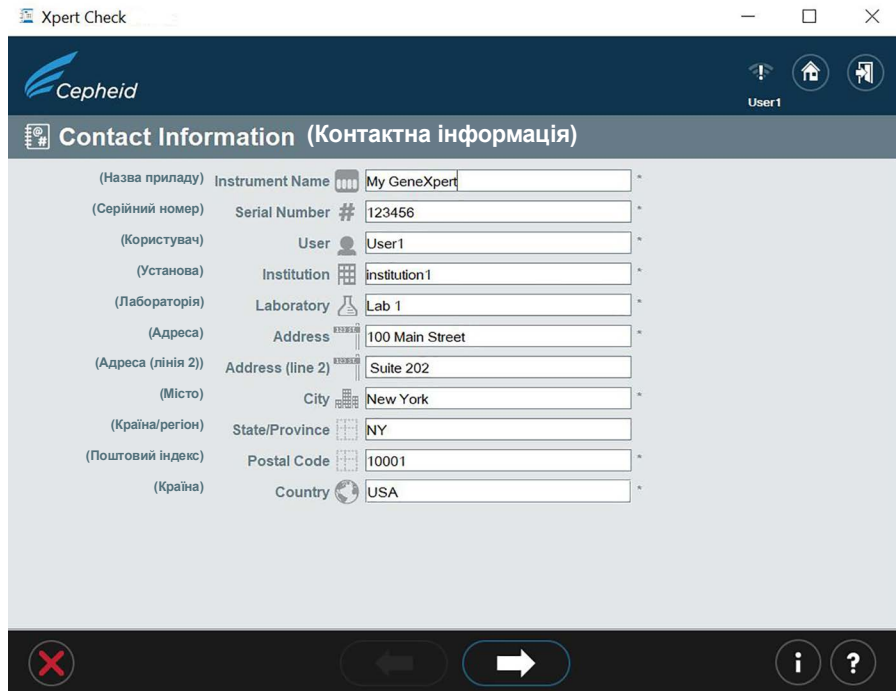 Xpert Check
Cepheid
User1
Contact Information (Контактна інформація)
(Назва приладу) Instrument Name My GeneXpert *
(Серійний номер) Serial Number # 123456 *
(Користувач) User User1 *
(Установа) Institution institution1 *
(Лабораторія) Laboratory Lab 1 *
(Адреса) Address 100 Main Street *
(Адреса (лінія 2)) Address (line 2) Suite 202
(Місто) City New York *
(Країна/регіон) State/Province NY
(Поштовий індекс) Postal Code 10001 *
(Країна) Country USA *